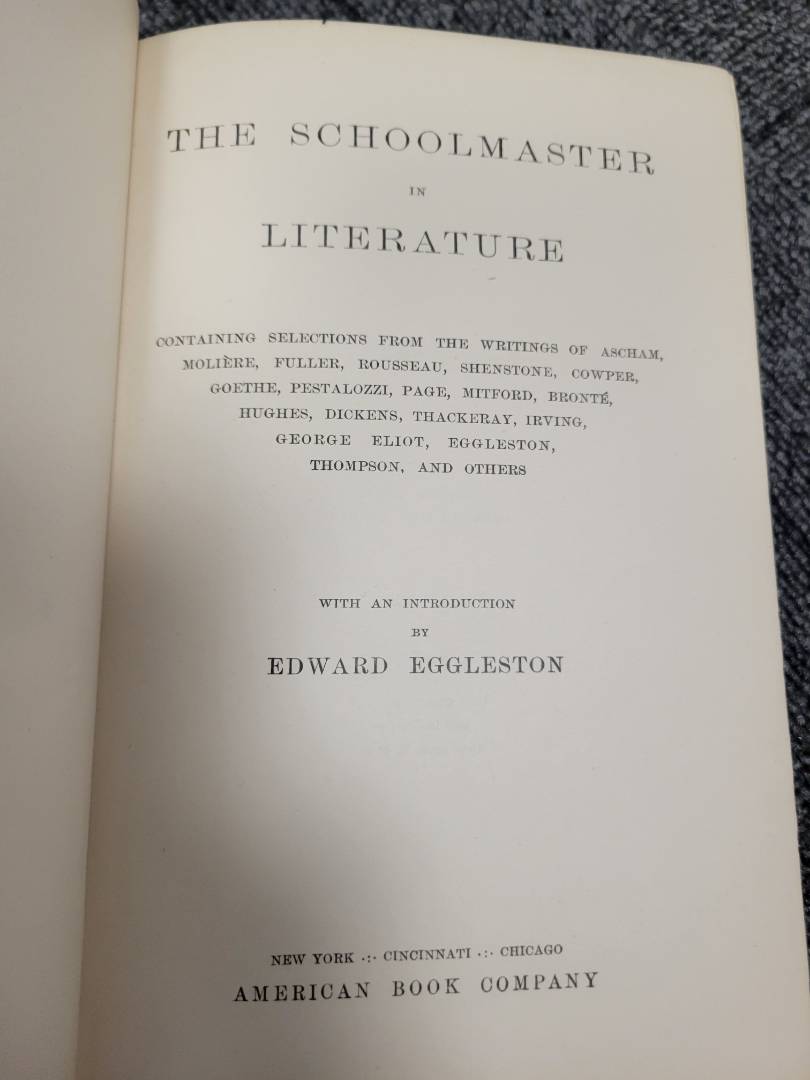 THE SCHOOLMASTER
IN
LITERATURE
CONTAINING SELECTIONS FROM THE WRITINGS OF ASCHAM,
MOLIÈRE, FULLER, ROUSSEAU, SHENSTONE, COWPER,
GOETHE, PESTALOZZI, PAGE, MITFORD, BRONTÉ,
HUGHES, DICKENS, THACKERAY, IRVING,
GEORGE ELIOT, EGGLESTON,
THOMPSON, AND OTHERS
WITH AN INTRODUCTION
BY
EDWARD EGGLESTON
NEW YORK ·:· CINCINNATI ·:· CHICAGO
AMERICAN BOOK COMPANY